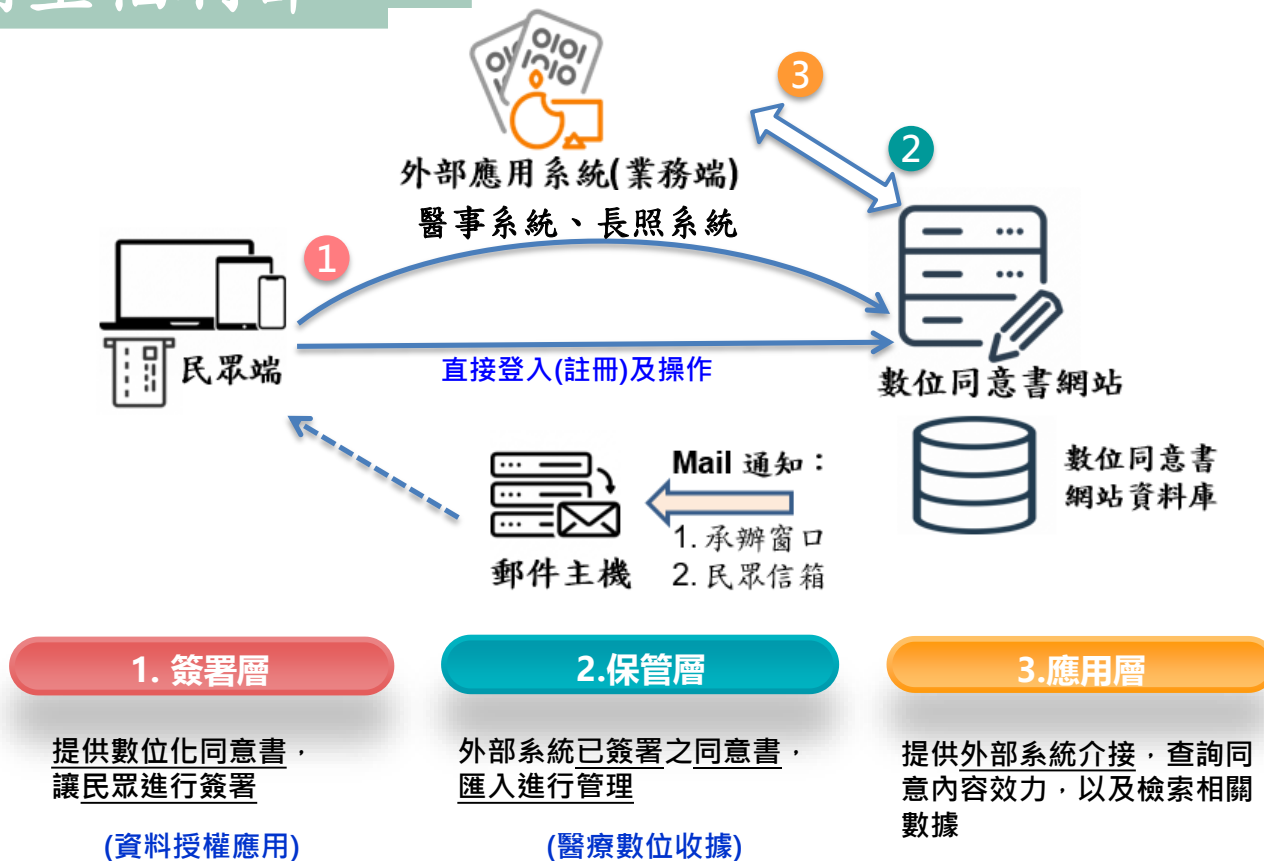 3
2
外部應用系統(業務端)
醫事系統、長照系統
1
民眾端
直接登入(註冊)及操作
數位同意書網站
數位同意書
網站資料庫
Mail 通知：
1. 承辦窗口
2. 民眾信箱
郵件主機
1. 簽署層
提供數位化同意書，
讓民眾進行簽署
(資料授權應用)
2.保管層
外部系統已簽署之同意書，
匯入進行管理
(醫療數位收據)
3.應用層
提供外部系統介接，查詢同
意內容效力，以及檢索相關
數據